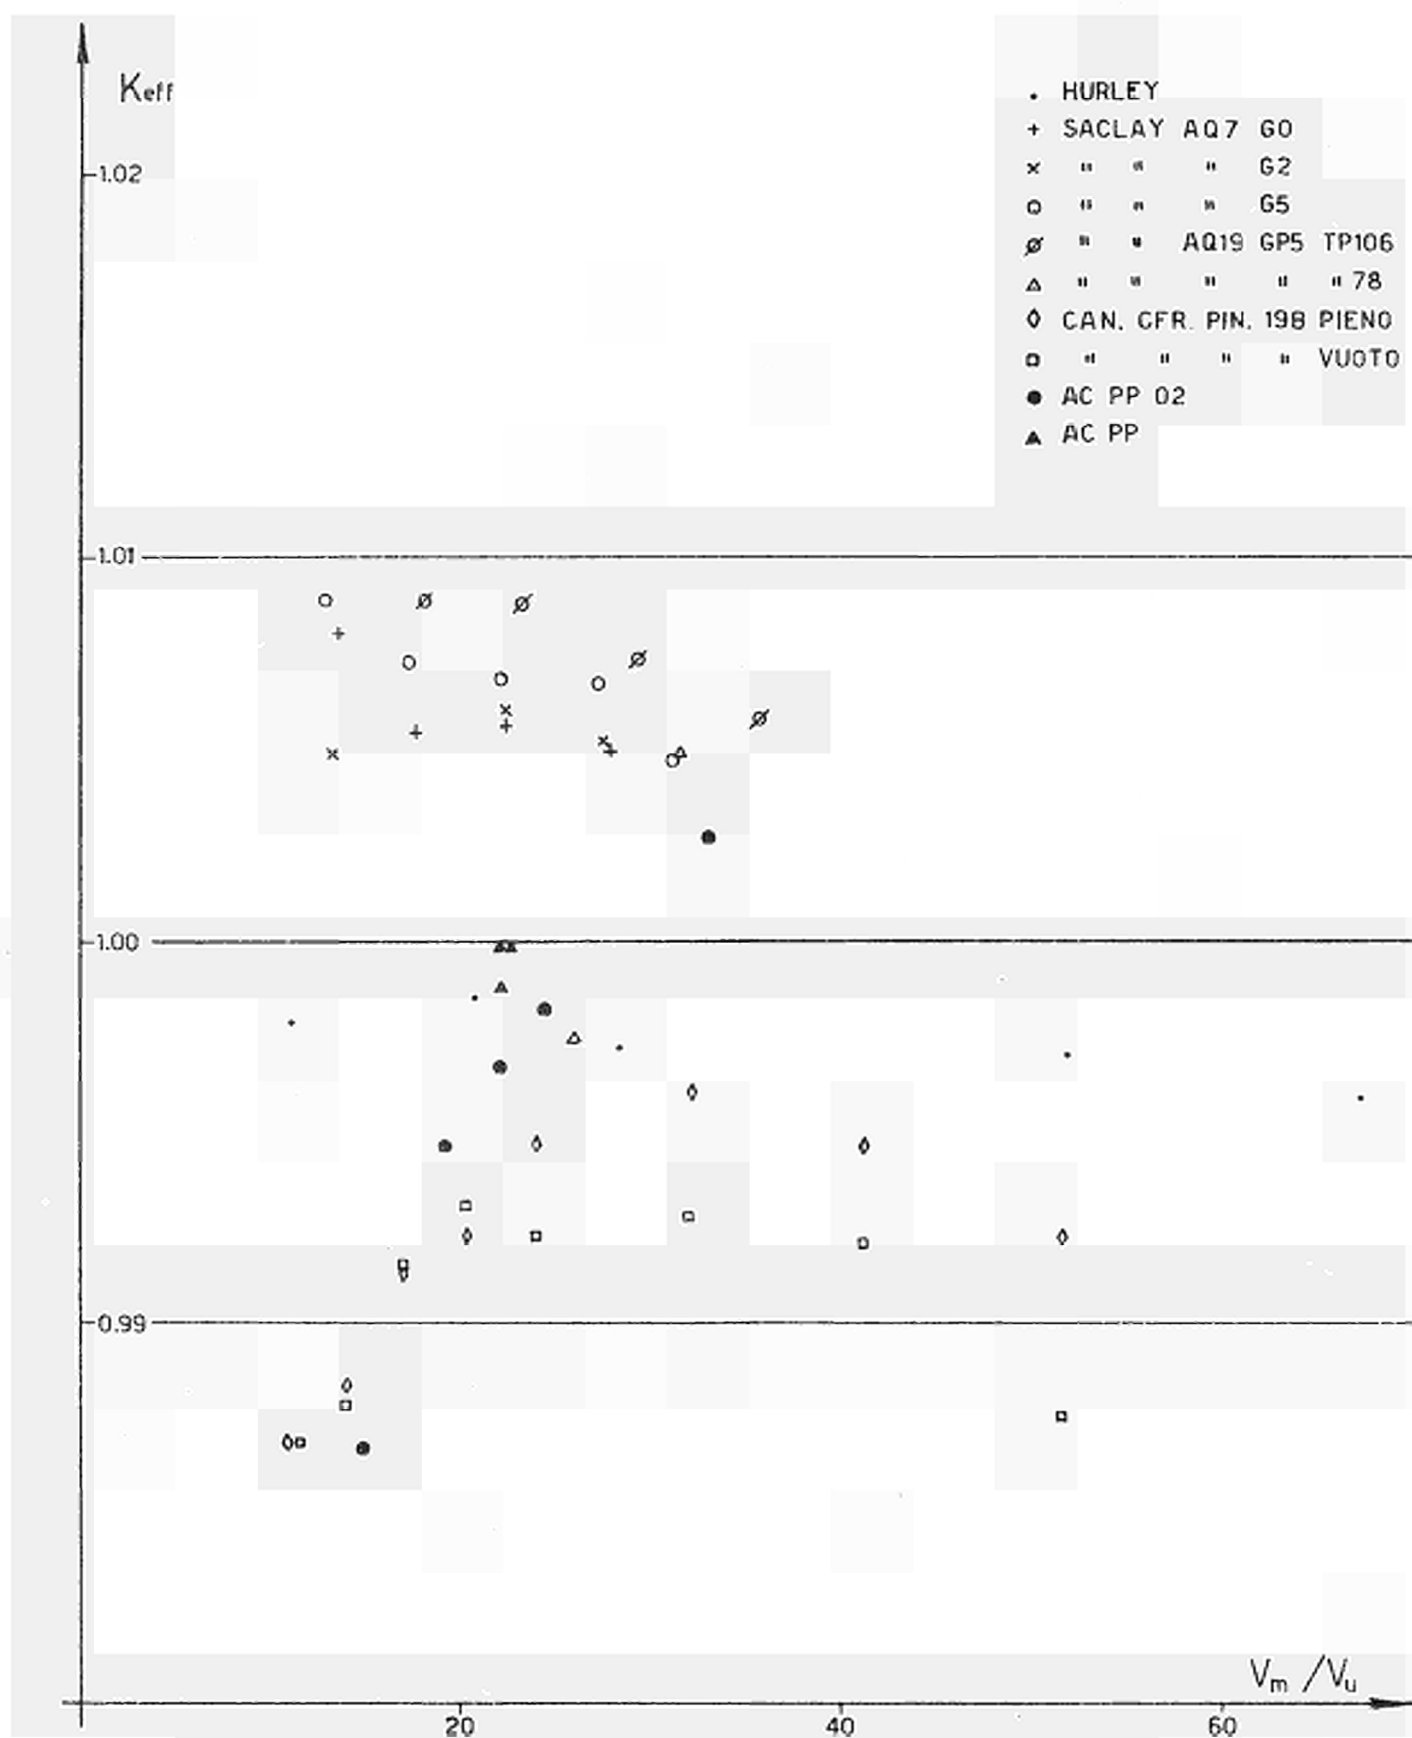 Keff
1.02
. HURLEY
+ SACLAY AQ7 G0
× " " " G2
○ " " " G5
Ø " " AQ19 GP5 TP106
△ " " " " " 78
◊ CAN. CFR. PIN. 19B PIENO
□ " " " " VUOTO
● AC PP 02
▲ AC PP
1.01
1.00
0.99
Vm /Vu
20 40 60